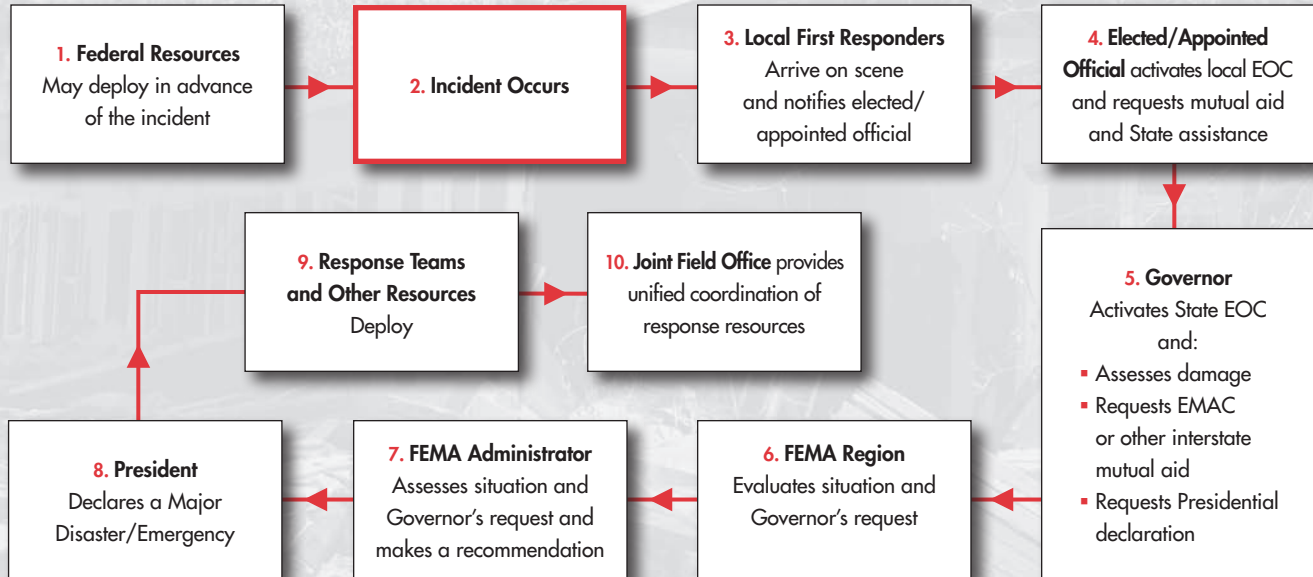 1. Federal Resources
May deploy in advance
of the incident
2. Incident Occurs
3. Local First Responders
Arrive on scene
and notifies elected/
appointed official
4. Elected/Appointed
Official activates local EOC
and requests mutual aid
and State assistance
5. Governor
Activates State EOC
and:
▪ Assesses damage
▪ Requests EMAC
or other interstate
mutual aid
▪ Requests Presidential
declaration
6. FEMA Region
Evaluates situation and
Governor’s request
7. FEMA Administrator
Assesses situation and
Governor’s request and
makes a recommendation
8. President
Declares a Major
Disaster/Emergency
9. Response Teams
and Other Resources
Deploy
10. Joint Field Office provides
unified coordination of
response resources